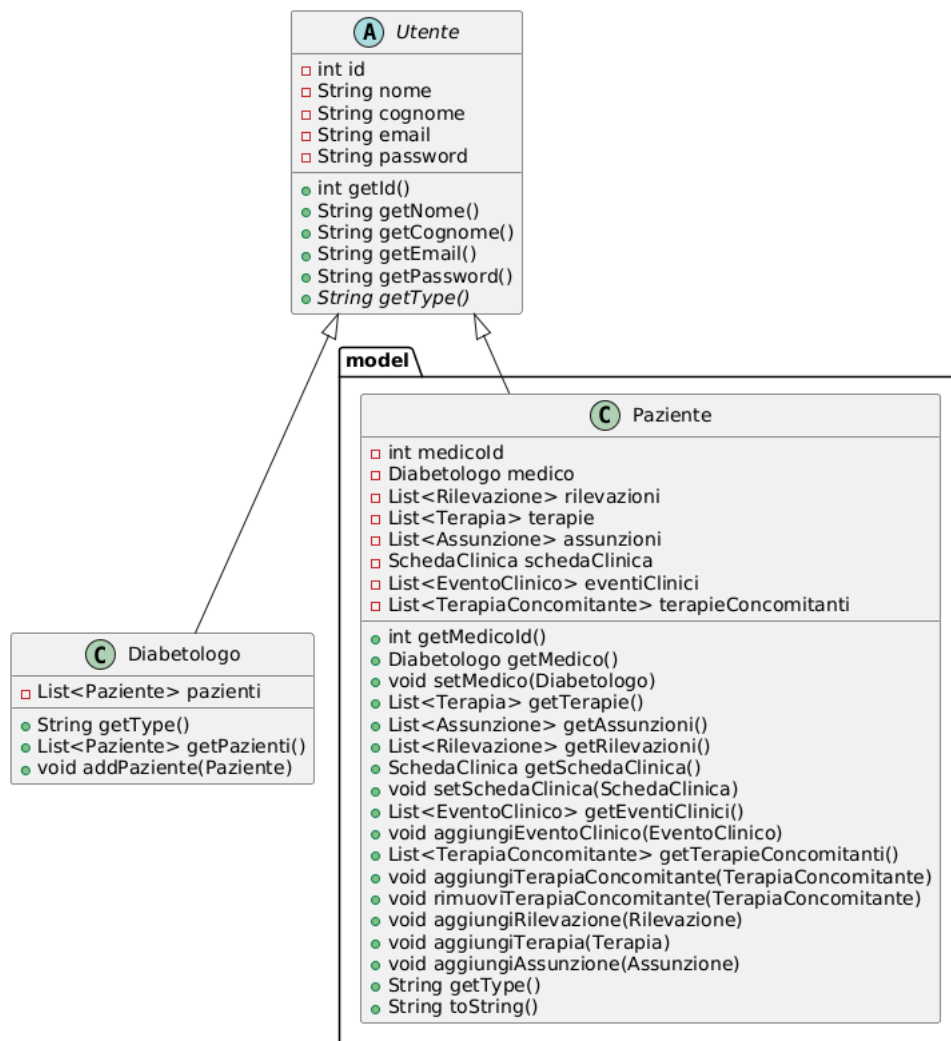 A Utente
int id
String nome
String cognome
String email
String password
int getId()
String getNome()
String getCognome()
String getEmail()
String getPassword()
String getType()
model
C Paziente
int medicoId
Diabetologo medico
List<Rilevazione> rilevazioni
List<Terapia> terapie
List<Assunzione> assunzioni
SchedaClinica schedaClinica
List<EventoClinico> eventiClinici
List<TerapiaConcomitante> terapieConcomitanti
int getMedicoId()
Diabetologo getMedico()
void setMedico(Diabetologo)
List<Terapia> getTerapie()
List<Assunzione> getAssunzioni()
List<Rilevazione> getRilevazioni()
SchedaClinica getSchedaClinica()
void setSchedaClinica(SchedaClinica)
List<EventoClinico> getEventiClinici()
void aggiungiEventoClinico(EventoClinico)
List<TerapiaConcomitante> getTerapieConcomitanti()
void aggiungiTerapiaConcomitante(TerapiaConcomitante)
void rimuoviTerapiaConcomitante(TerapiaConcomitante)
void aggiungiRilevazione(Rilevazione)
void aggiungiTerapia(Terapia)
void aggiungiAssunzione(Assunzione)
String getType()
String toString()
C Diabetologo
List<Paziente> pazienti
String getType()
List<Paziente> getPazienti()
void addPaziente(Paziente)